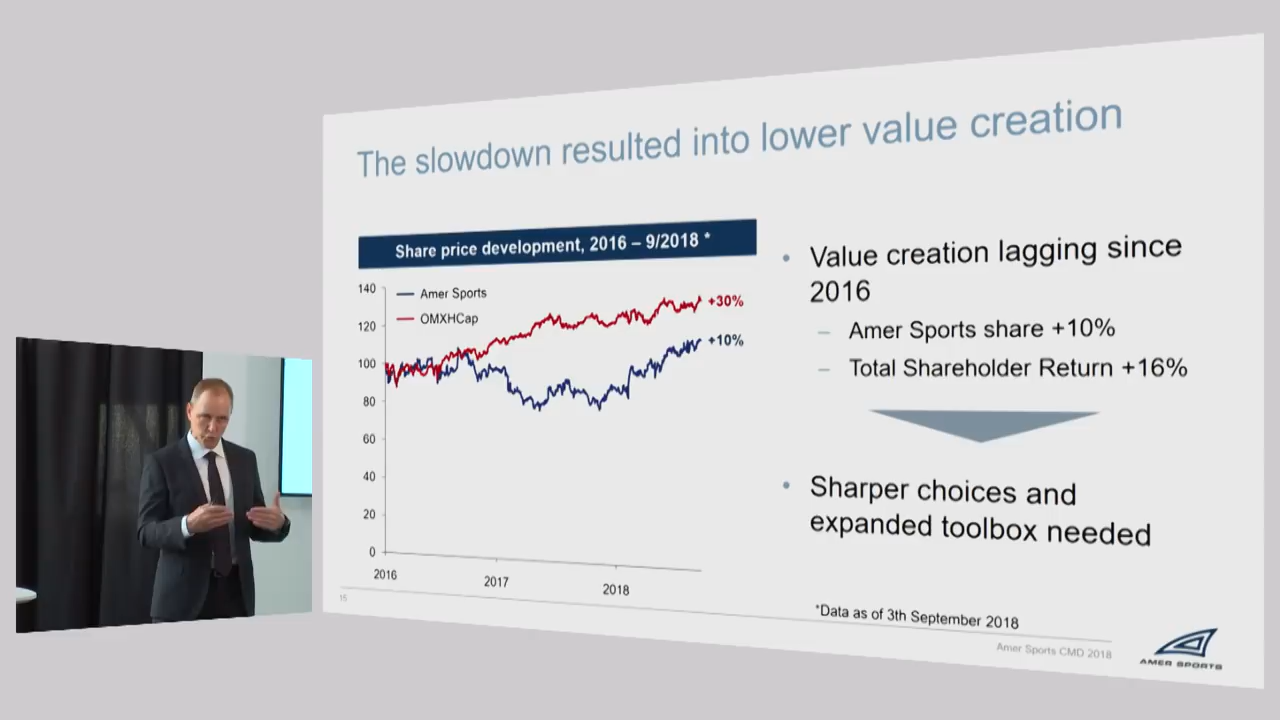 The slowdown resulted into lower value creation
Share price development, 2016 – 9/2018 *
140
120
100
80
60
40
20
0
Amer Sports
OMXHCap
+30%
+10%
2016
2017
2018
• Value creation lagging since
2016
– Amer Sports share +10%
– Total Shareholder Return +16%
• Sharper choices and
expanded toolbox needed
*Data as of 3th September 2018
15
Amer Sports CMD 2018
AMER SPORTS